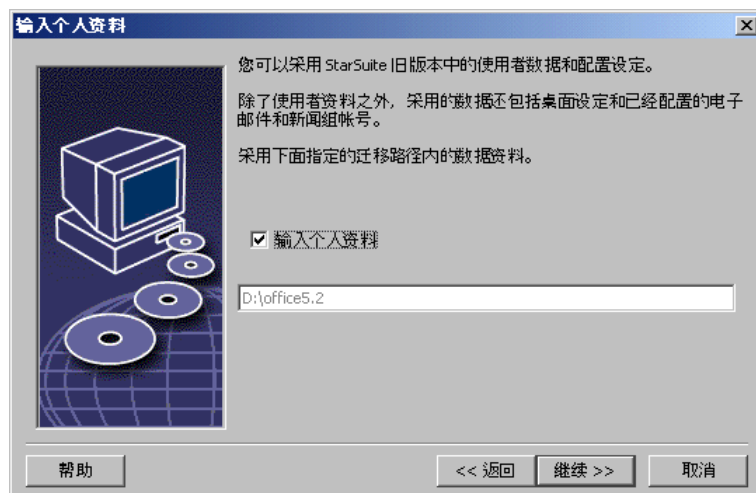 输入个人资料
您可以采用 StarSuite 旧版本中的使用者数据和配置设定。
除了使用者资料之外，采用的数据还包括桌面设定和已经配置的电子
邮件和新闻组帐号。
采用下面指定的迁移路径内的数据资料。
输入个人资料
D:\office5.2
帮助
<< 返回
继续 >>
取消